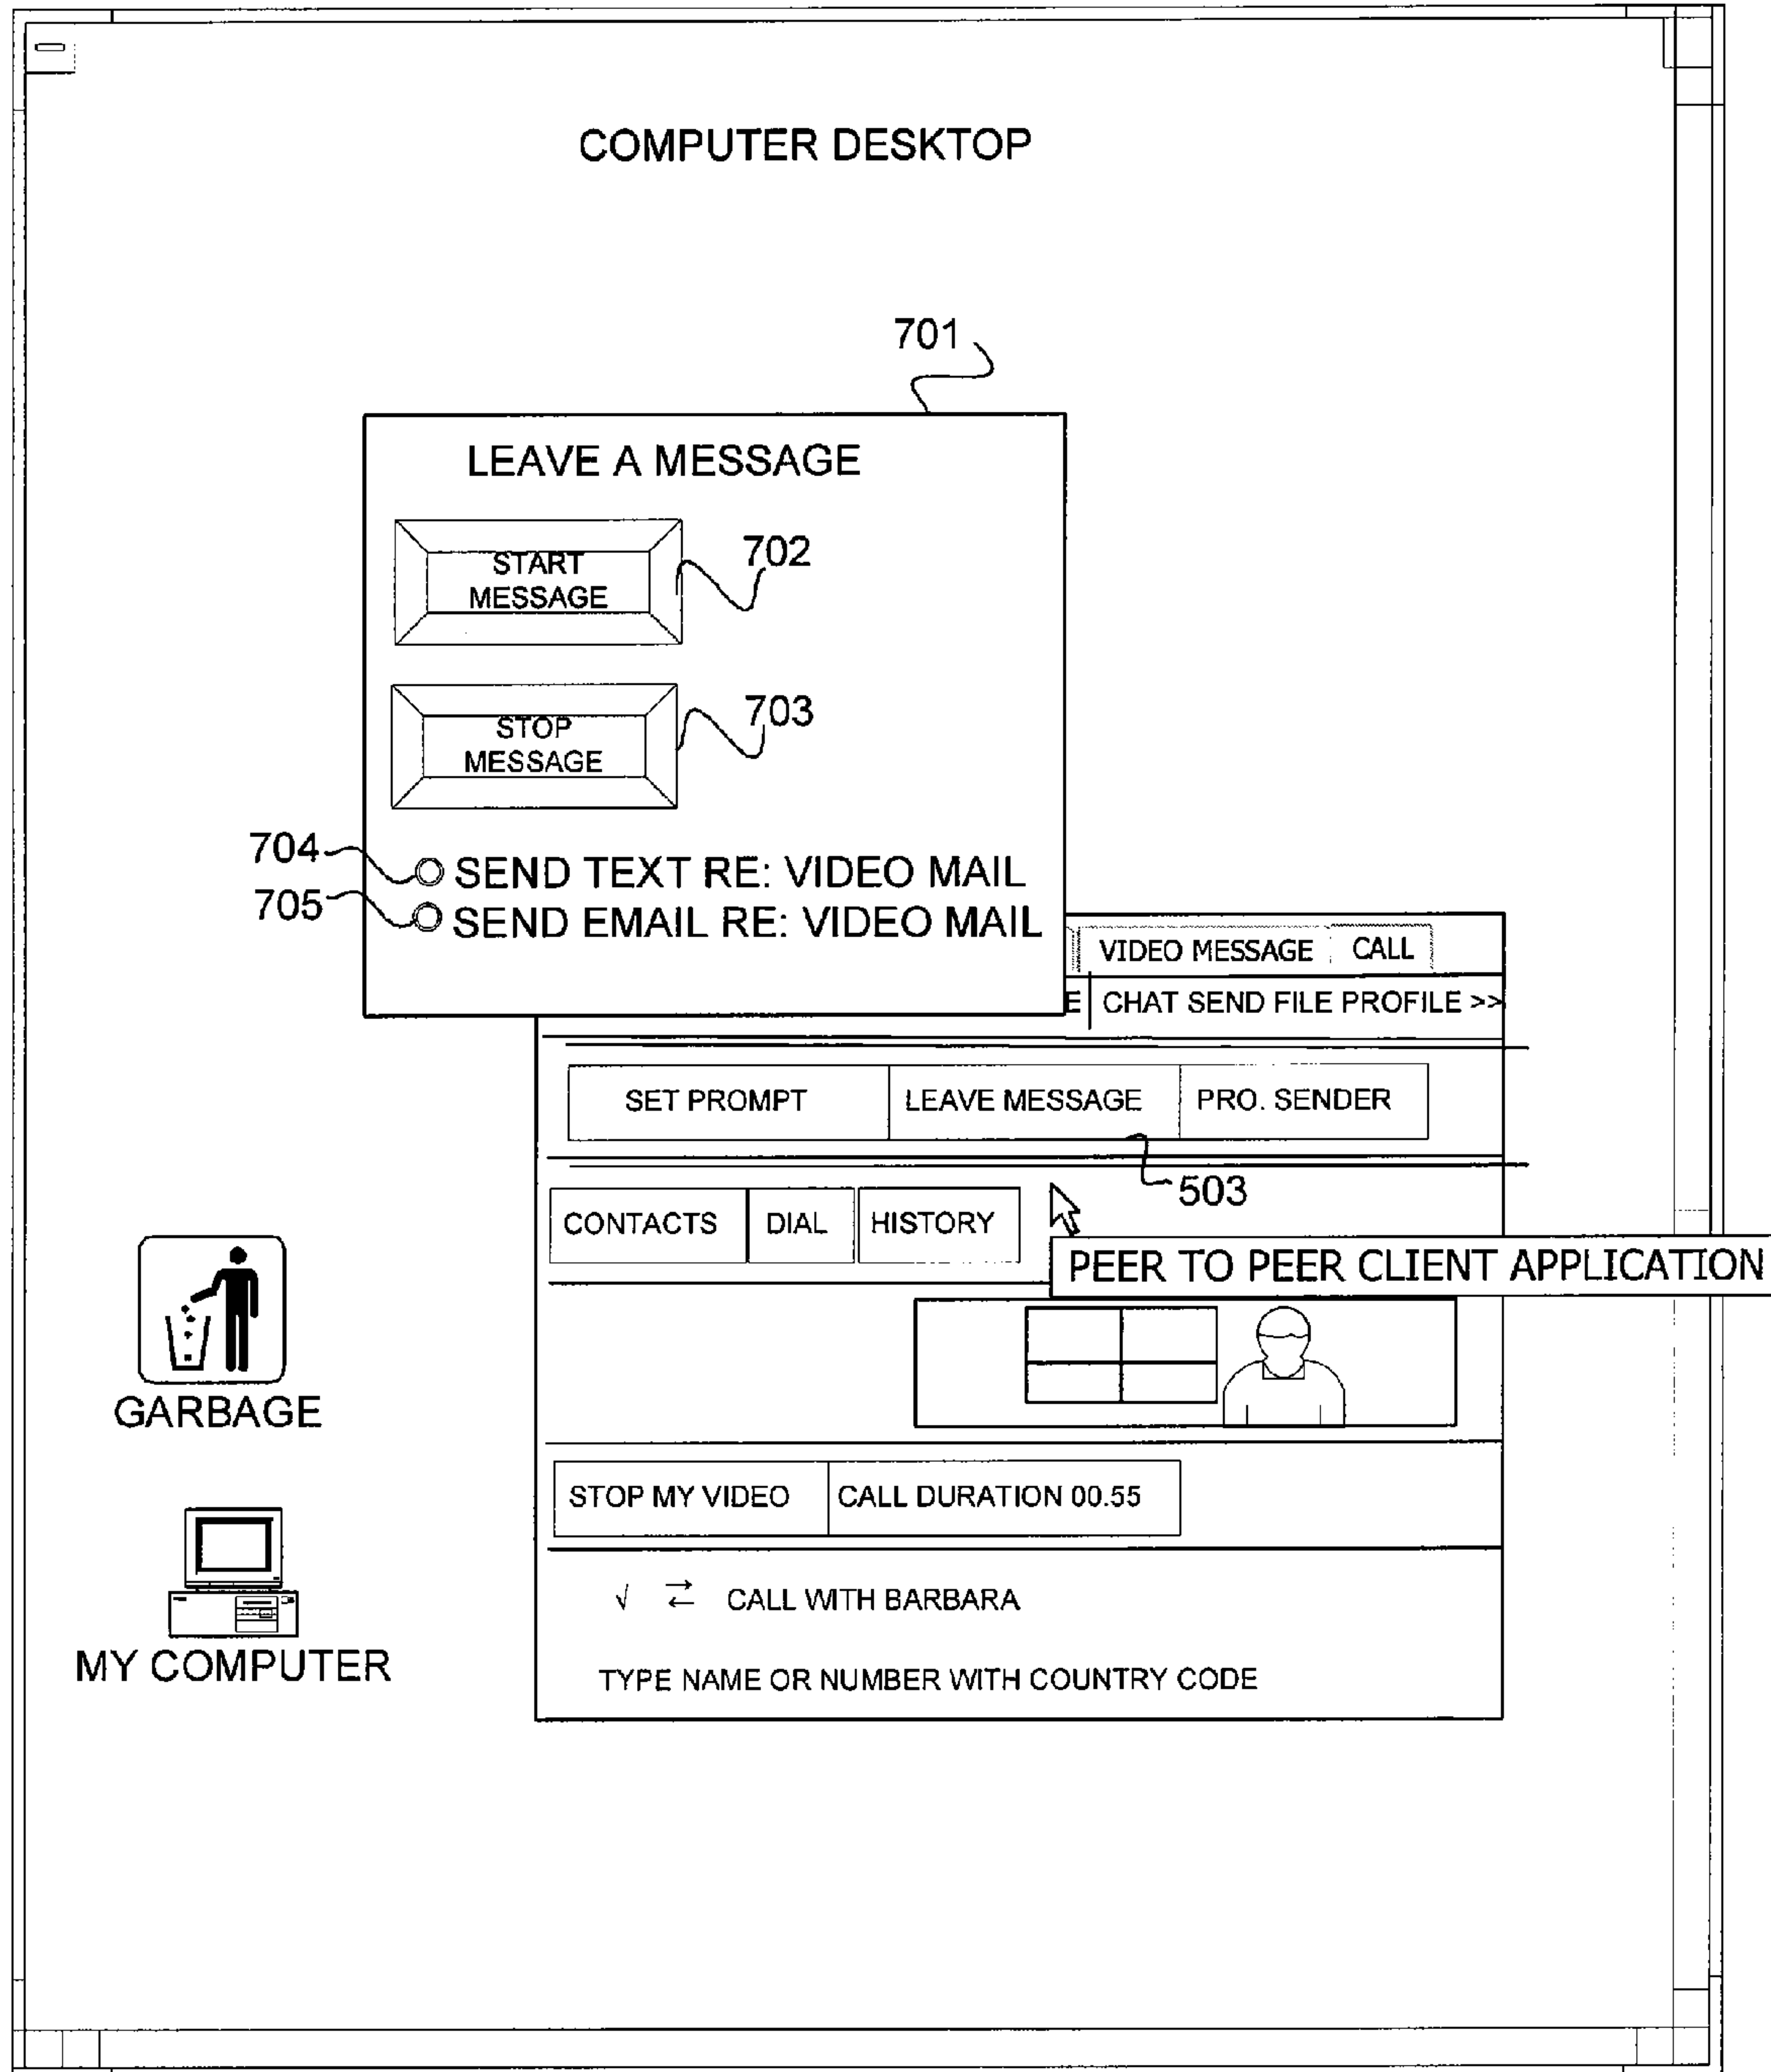 COMPUTER DESKTOP
701
LEAVE A MESSAGE
START
MESSAGE
702
STOP
MESSAGE
703
704
SEND TEXT RE: VIDEO MAIL
705
SEND EMAIL RE: VIDEO MAIL
VIDEO MESSAGE CALL
E CHAT SEND FILE PROFILE >>
SET PROMPT LEAVE MESSAGE PRO. SENDER
503
CONTACTS DIAL HISTORY
PEER TO PEER CLIENT APPLICATION
GARBAGE
STOP MY VIDEO CALL DURATION 00.55
√ ⇄ CALL WITH BARBARA
MY COMPUTER
TYPE NAME OR NUMBER WITH COUNTRY CODE